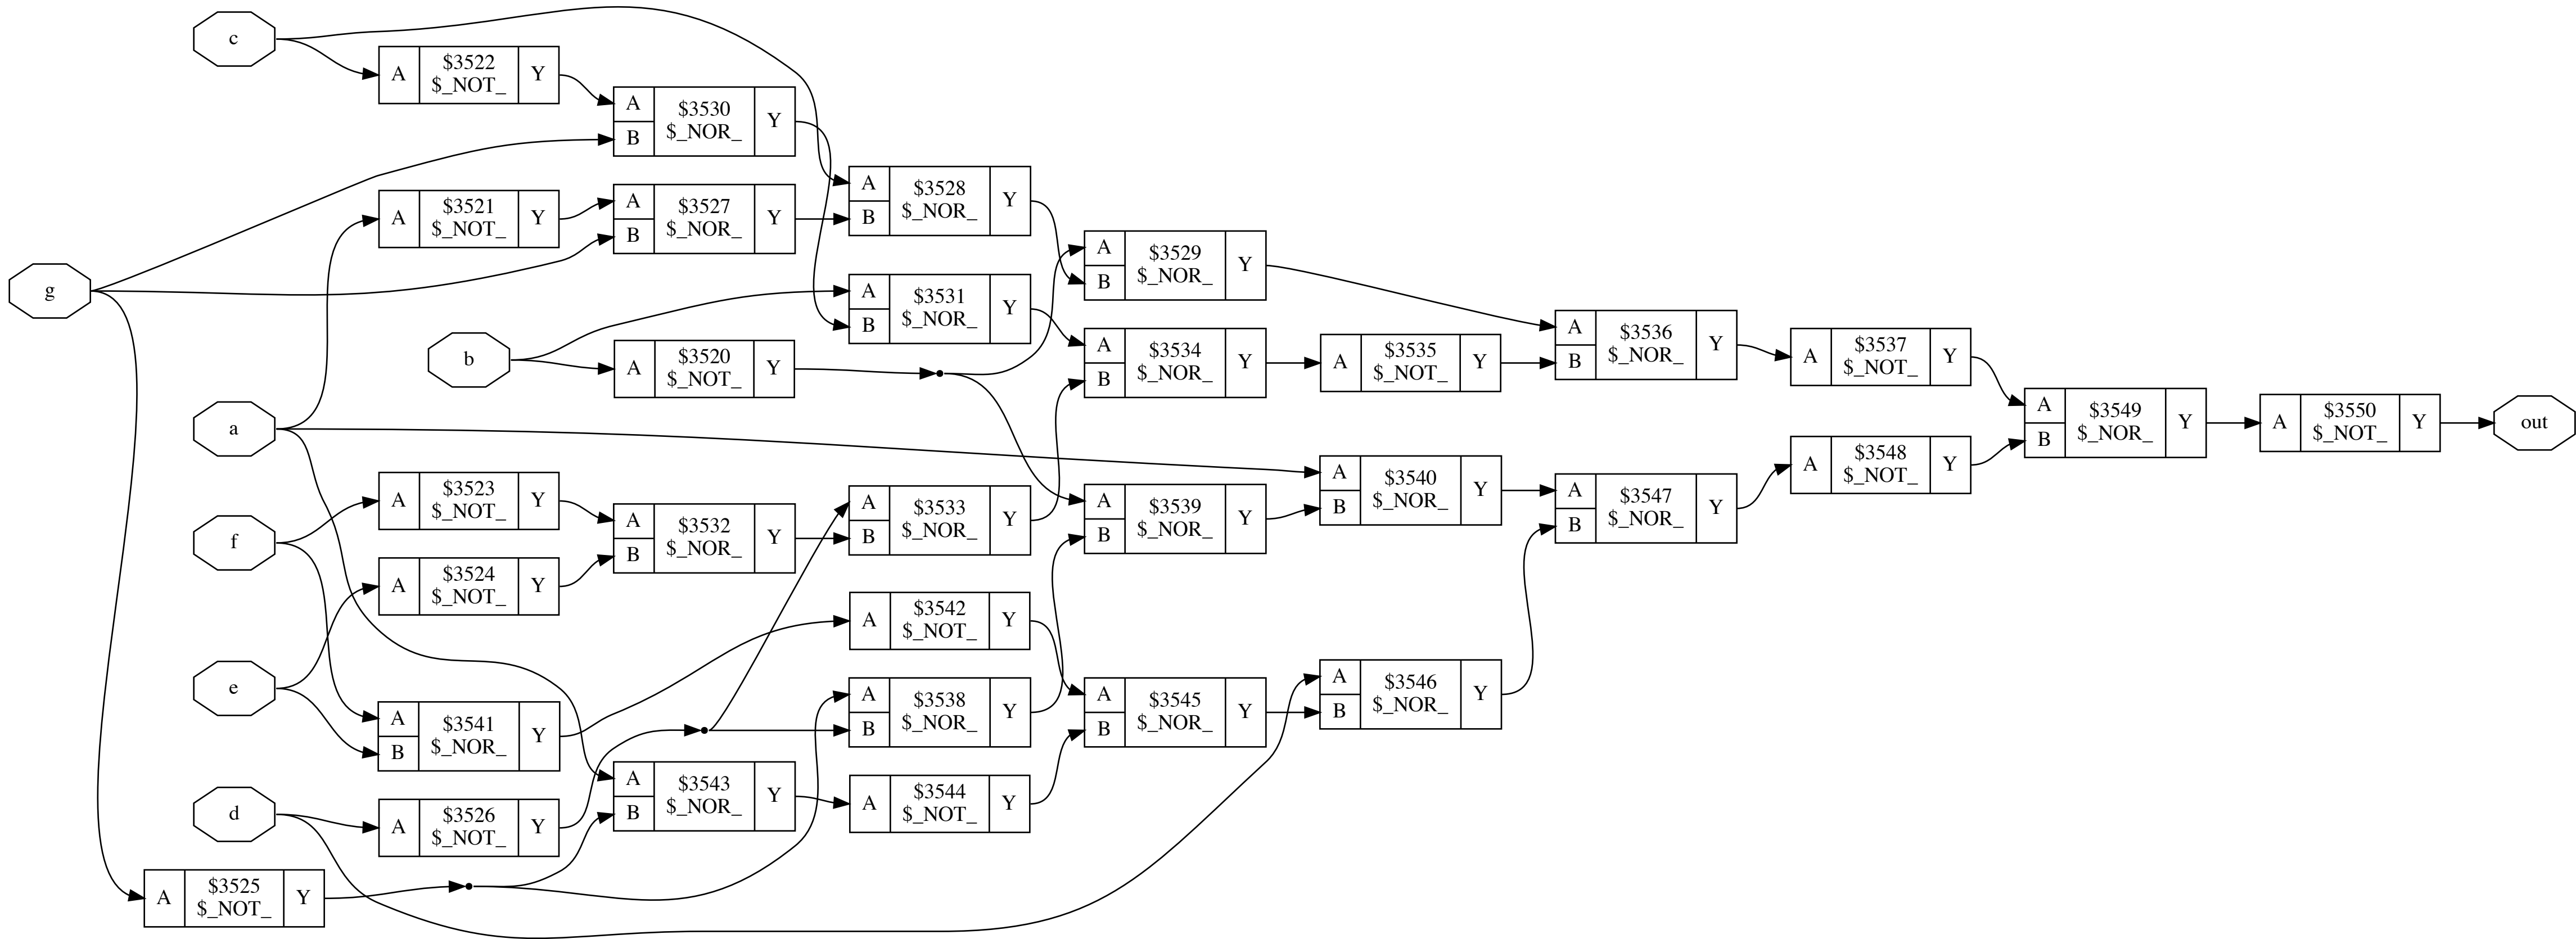 c
A
$3522
$_NOT_
Y
A
B
$3530
$_NOR_
Y
A
$3521
$_NOT_
Y
A
B
$3527
$_NOR_
Y
A
B
$3528
$_NOR_
Y
g
A
B
$3529
$_NOR_
Y
A
B
$3531
$_NOR_
Y
b
A
$3520
$_NOT_
Y
A
B
$3534
$_NOR_
Y
A
$3535
$_NOT_
Y
A
B
$3536
$_NOR_
Y
A
$3537
$_NOT_
Y
a
A
B
$3549
$_NOR_
Y
A
$3550
$_NOT_
Y
out
A
B
$3540
$_NOR_
Y
A
B
$3547
$_NOR_
Y
A
$3548
$_NOT_
Y
f
A
$3523
$_NOT_
Y
A
B
$3532
$_NOR_
Y
A
B
$3533
$_NOR_
Y
A
B
$3539
$_NOR_
Y
A
$3524
$_NOT_
Y
A
$3542
$_NOT_
Y
e
A
B
$3541
$_NOR_
Y
A
B
$3538
$_NOR_
Y
A
B
$3545
$_NOR_
Y
A
B
$3546
$_NOR_
Y
d
A
$3526
$_NOT_
Y
A
B
$3543
$_NOR_
Y
A
$3544
$_NOT_
Y
A
$3525
$_NOT_
Y